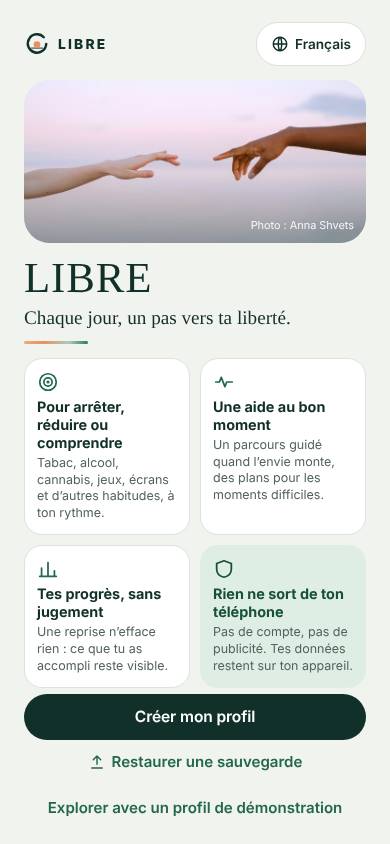 LIBRE
Français
Photo : Anna Shvets
LIBRE
Chaque jour, un pas vers ta liberté.
Pour arrêter,
réduire ou
comprendre
Tabac, alcool,
cannabis, jeux, écrans
et d’autres habitudes, à
ton rythme.
Une aide au bon
moment
Un parcours guidé
quand l’envie monte,
des plans pour les
moments difficiles.
Tes progrès, sans
jugement
Une reprise n’efface
rien : ce que tu as
accompli reste visible.
Rien ne sort de ton
téléphone
Pas de compte, pas de
publicité. Tes données
restent sur ton appareil.
Créer mon profil
Restaurer une sauvegarde
Explorer avec un profil de démonstration